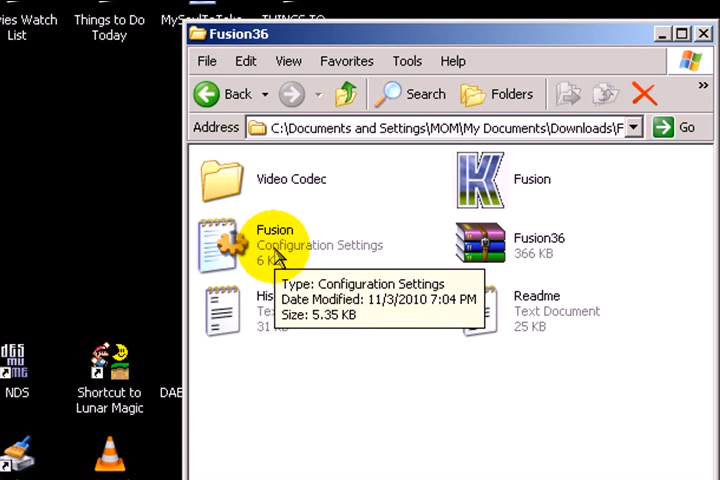 ies Watch
List
Things to Do
Today
MySoulToTake
THINGS TO
Fusion36
File Edit View Favorites Tools Help
Back Search Folders »
Address C:\Documents and Settings\MOM\My Documents\Downloads\F Go
Video Codec
Fusion
Fusion
Configuration Settings
6 K
Fusion36
366 KB
Type: Configuration Settings
Date Modified: 11/3/2010 7:04 PM
Size: 5.35 KB
His
Tex
31 K
Readme
Text Document
25 KB
NDS
Shortcut to
Lunar Magic
DAE